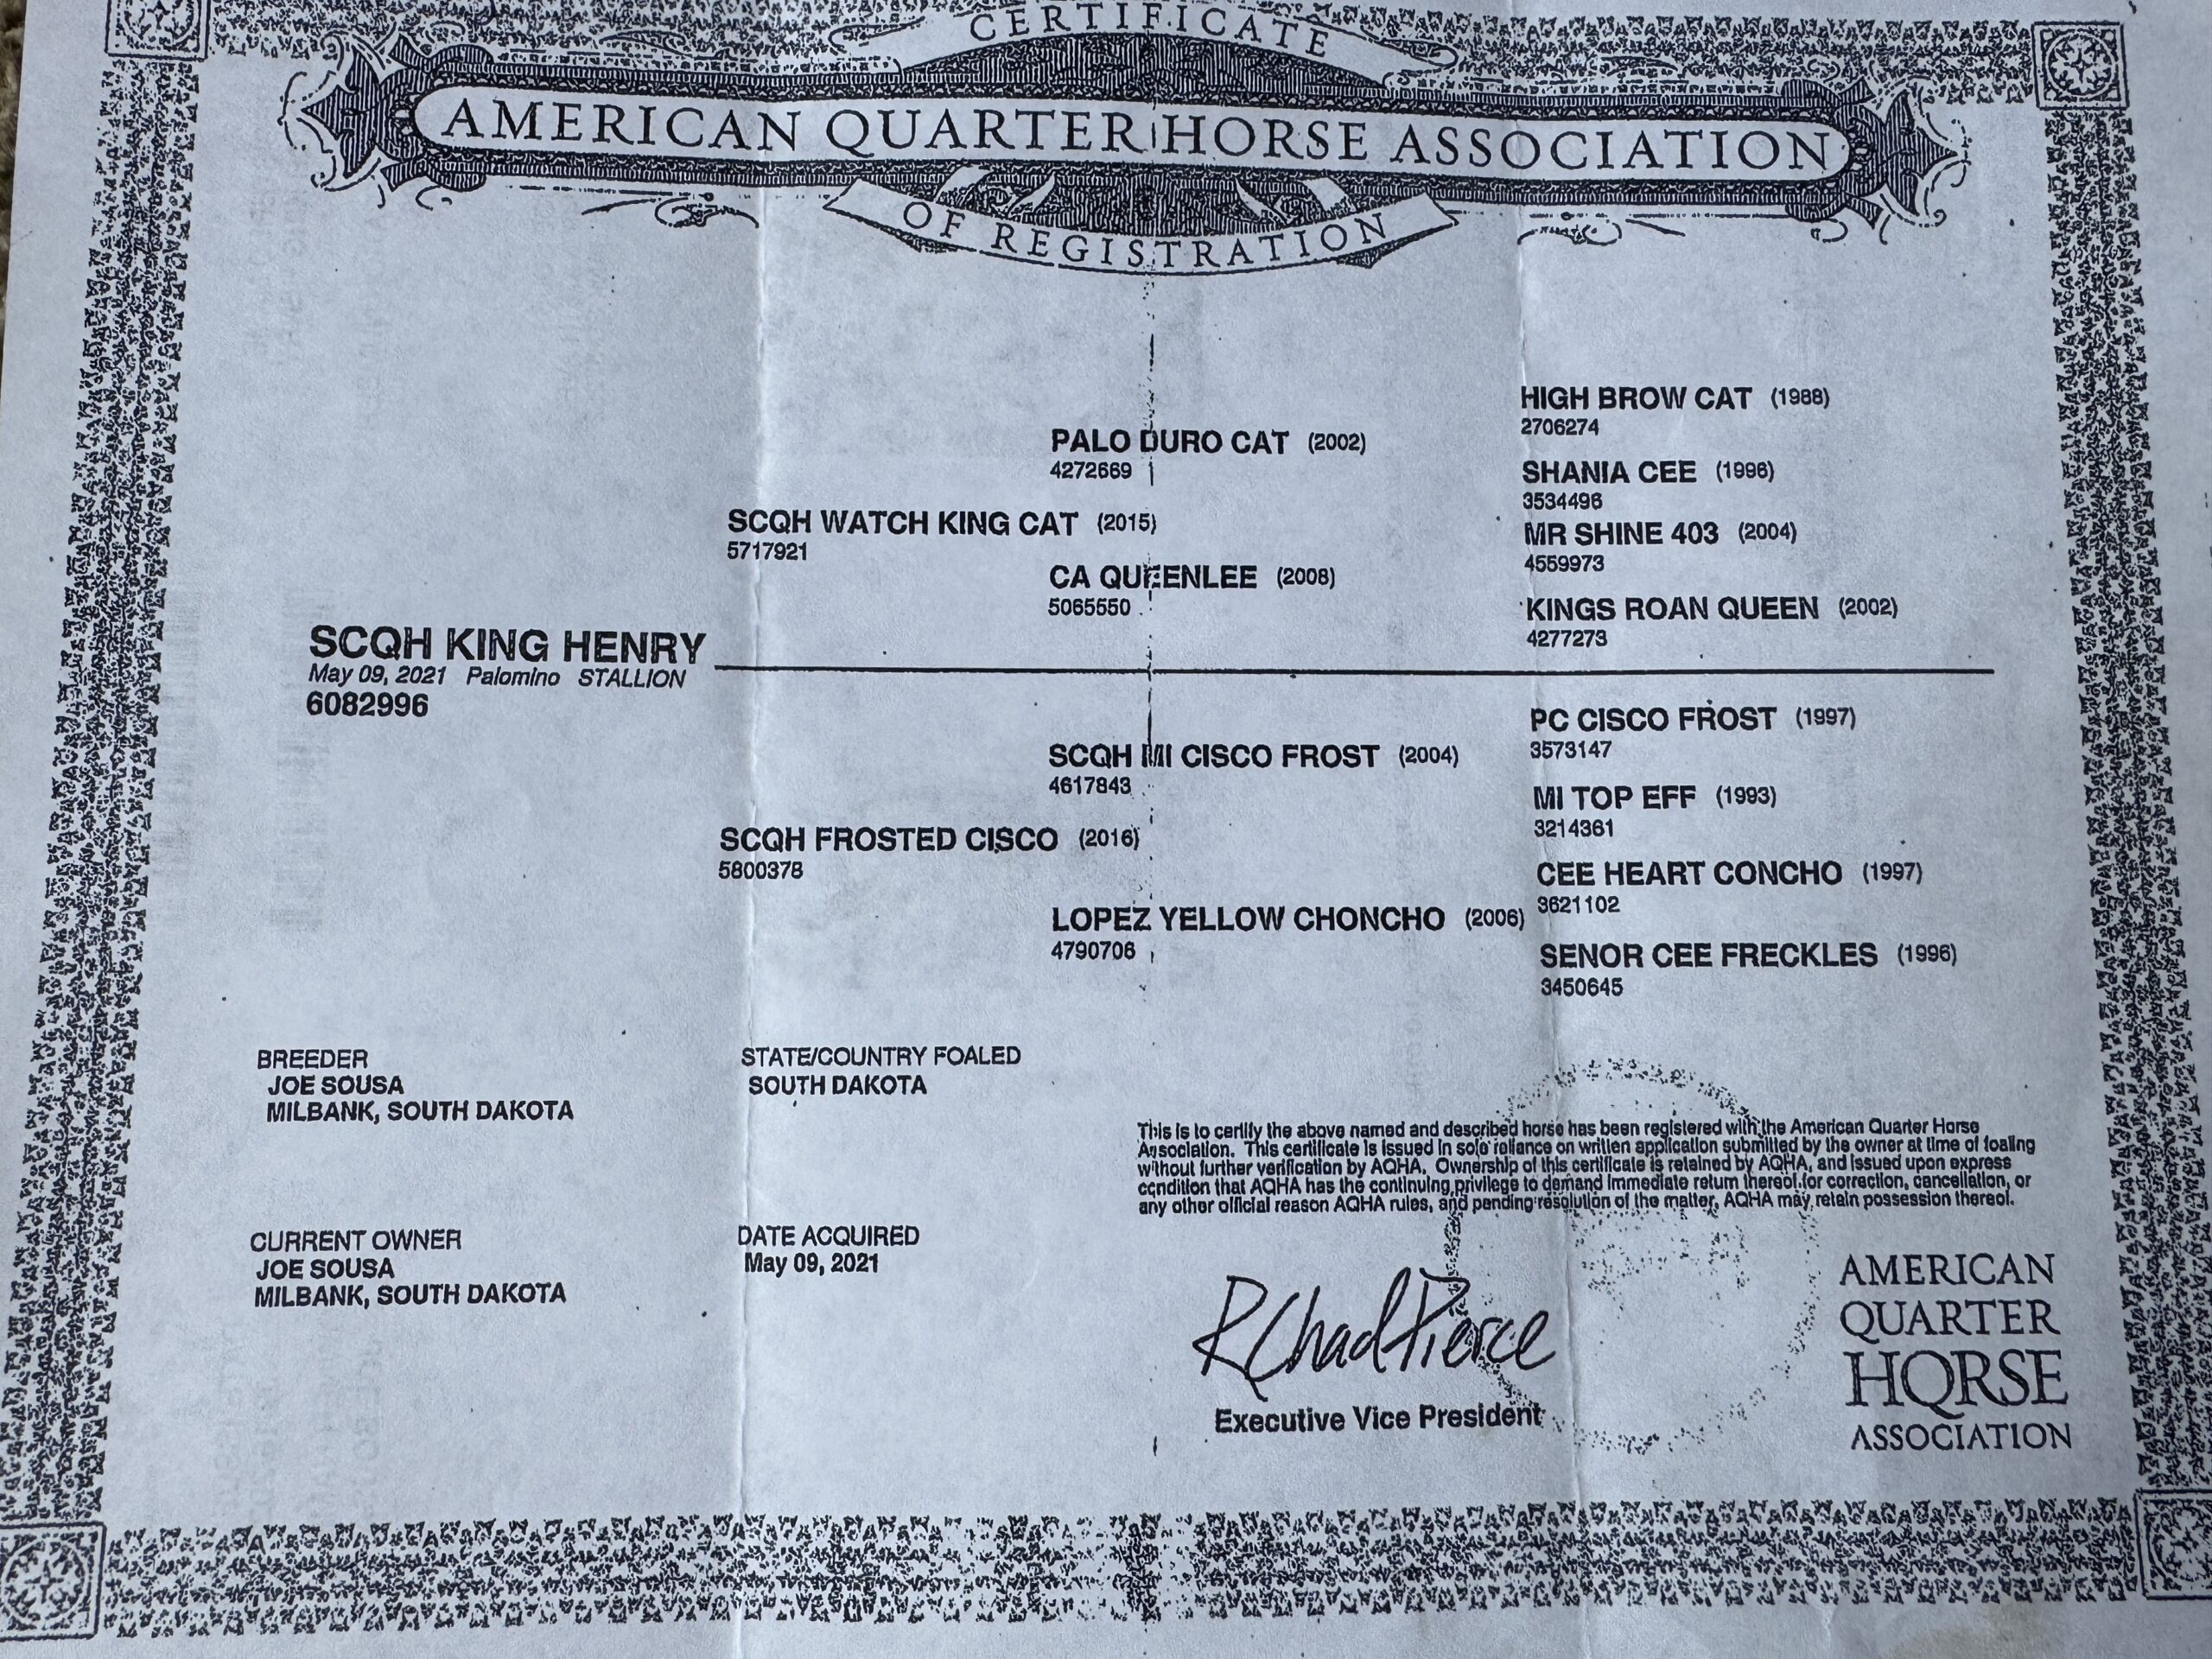 CERTIFICATE
AMERICAN QUARTER HORSE ASSOCIATION
OF REGISTRATION
HIGH BROW CAT (1988)
2706274
PALO DURO CAT (2002)
4272669
SHANIA CEE (1996)
3534496
SCQH WATCH KING CAT (2015)
5717921
MR SHINE 403 (2004)
4559973
CA QUEENLEE (2008)
5065550
KINGS ROAN QUEEN (2002)
4277273
SCQH KING HENRY
May 09, 2021 Palomino STALLION
6082996
PC CISCO FROST (1997)
3573147
SCQH MI CISCO FROST (2004)
4617843
MI TOP EFF (1993)
3214361
SCQH FROSTED CISCO (2016)
5800378
CEE HEART CONCHO (1997)
3621102
LOPEZ YELLOW CHONCHO (2006)
4790706
SENOR CEE FRECKLES (1996)
3450645
BREEDER
JOE SOUSA
MILBANK, SOUTH DAKOTA
STATE/COUNTRY FOALED
SOUTH DAKOTA
This is to certify the above named and described horse has been registered with the American Quarter Horse
Association. This certificate is issued in sole reliance on written application submitted by the owner at time of foaling
without further verification by AQHA. Ownership of this certificate is retained by AQHA, and issued upon express
condition that AQHA has the continuing privilege to demand immediate return thereof for correction, cancellation, or
any other official reason AQHA rules, and pending resolution of the matter, AQHA may retain possession thereof.
CURRENT OWNER
JOE SOUSA
MILBANK, SOUTH DAKOTA
DATE ACQUIRED
May 09, 2021
R Chad Pierce
Executive Vice President
AMERICAN
QUARTER
HORSE
ASSOCIATION